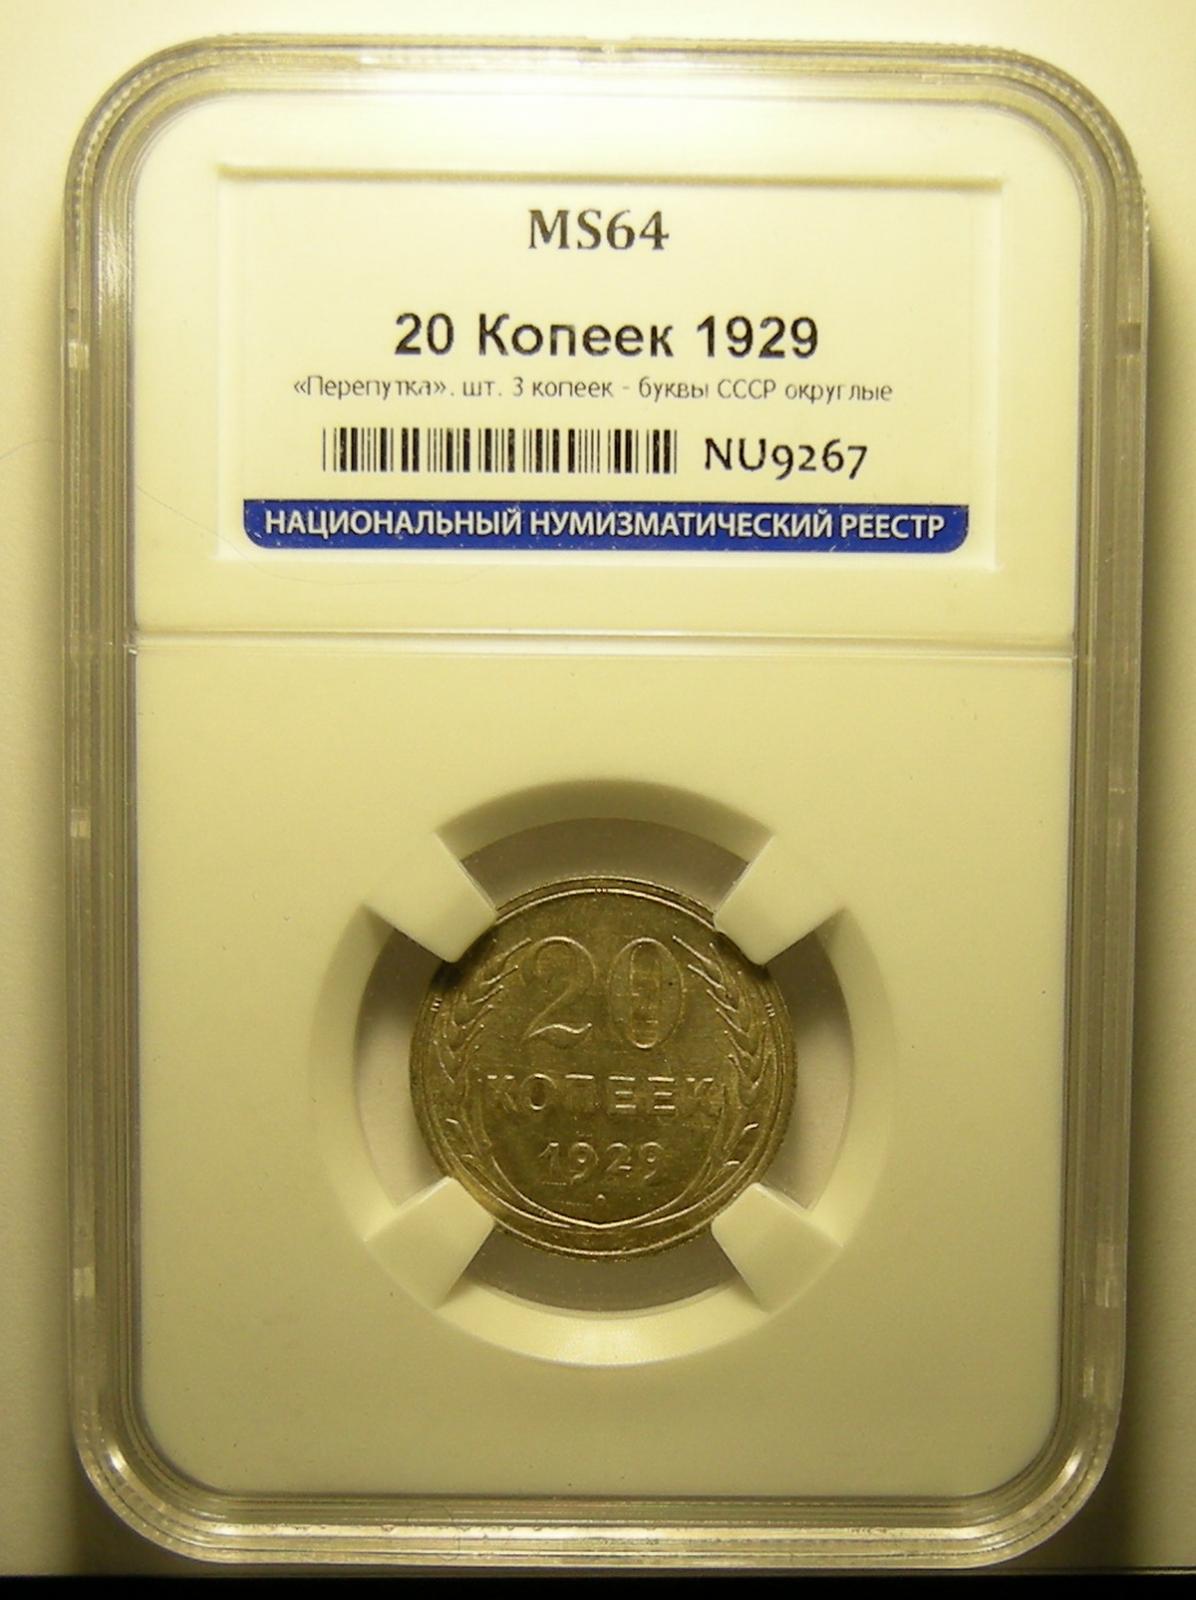 MS64
20 Копеек 1929
«Перепутка». шт. 3 копеек - буквы СССР округлые
NU9267
НАЦИОНАЛЬНЫЙ НУМИЗМАТИЧЕСКИЙ РЕЕСТР
20
КОПЕЕК
1929